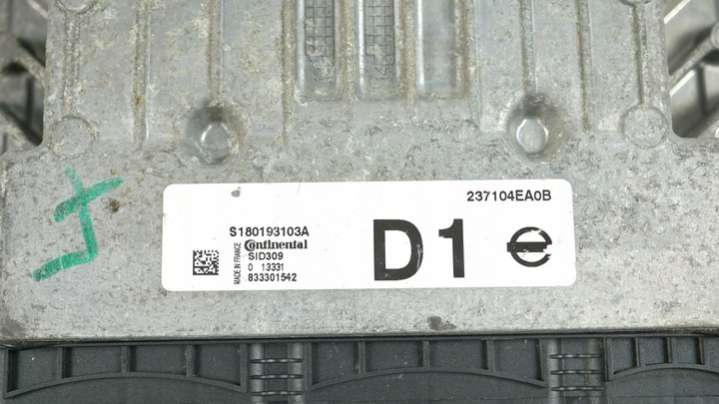 237104EA0B
S180193103A
MADE IN FRANCE
Continental
SID309
0 13331
833301542
D1